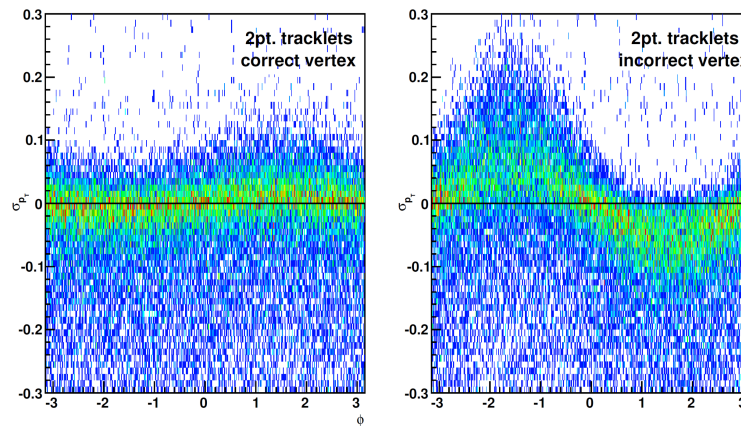 0.3
2pt. tracklets
correct vertex
0.2
0.1
0
-0.1
-0.2
-0.3
σpT
-3 -2 -1 0 1 2 3
ϕ
0.3
2pt. tracklets
incorrect vertex
0.2
0.1
0
-0.1
-0.2
-0.3
σpT
-3 -2 -1 0 1 2 3